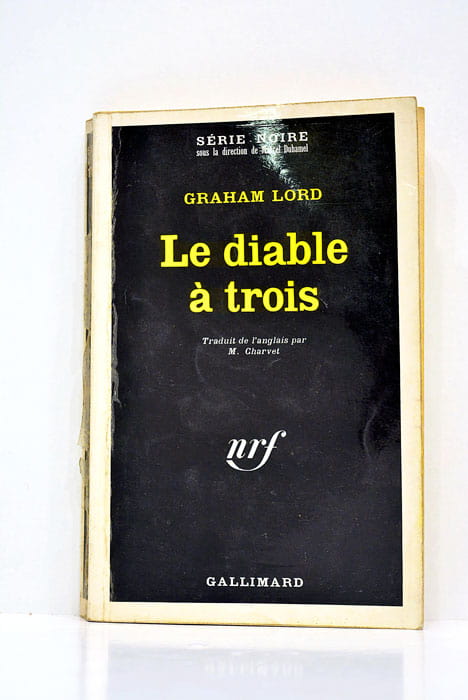 SÉRIE NOIRE
sous la direction de Marcel Duhamel
GRAHAM LORD
Le diable
à trois
Traduit de l'anglais par
M. Charvet
nrf
GALLIMARD